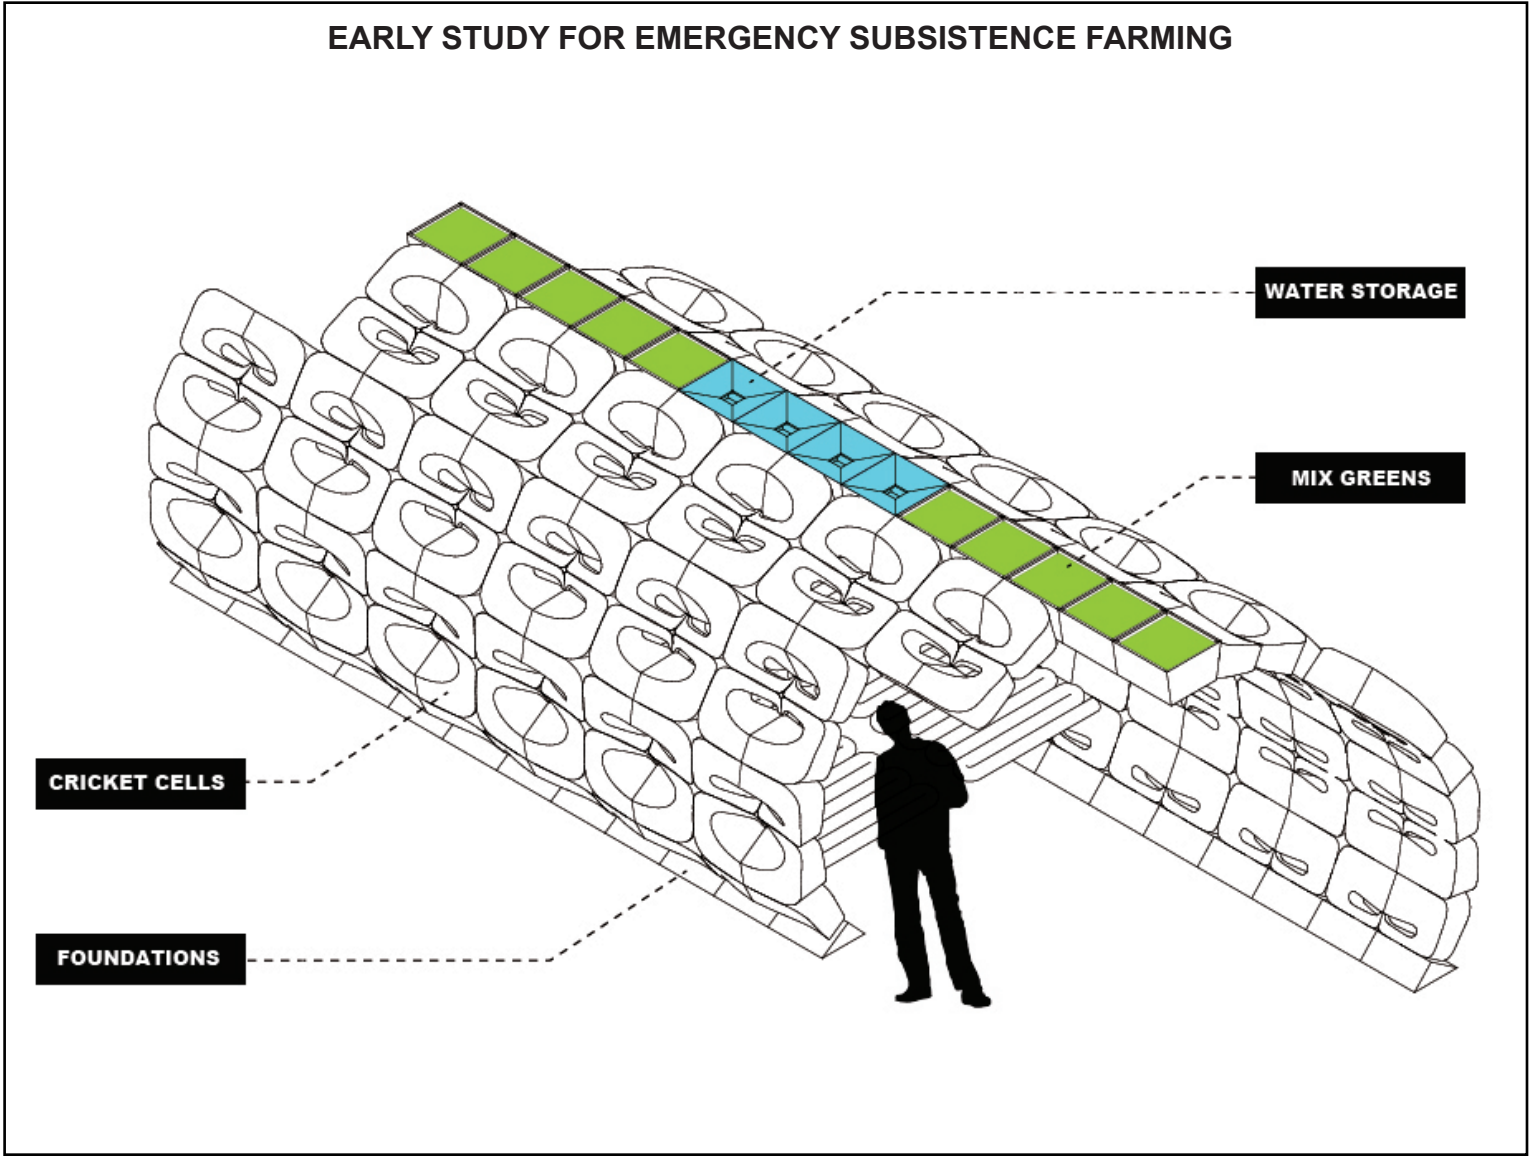 EARLY STUDY FOR EMERGENCY SUBSISTENCE FARMING
WATER STORAGE
MIX GREENS
CRICKET CELLS
FOUNDATIONS